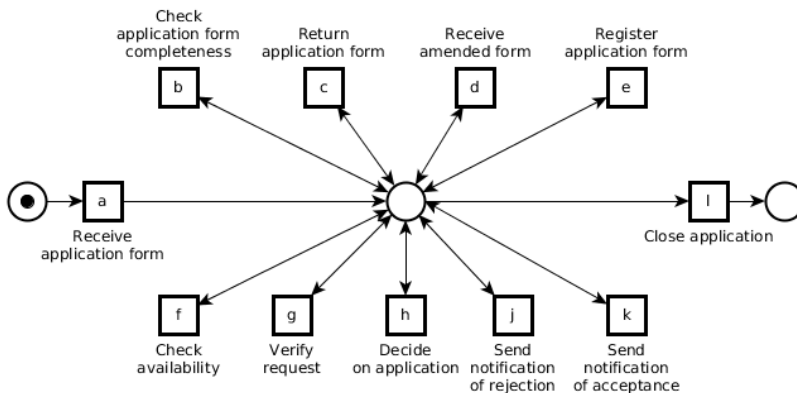 Check
application form
completeness
b
Return
application form
c
Receive
amended form
d
Register
application form
e
a
Receive
application form
l
Close application
f
Check
availability
g
Verify
request
h
Decide
on application
j
Send
notification
of rejection
k
Send
notification
of acceptance